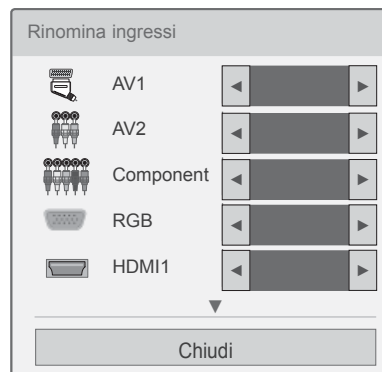 Rinomina ingressi
AV1
AV2
Component
RGB
HDMI1
Chiudi